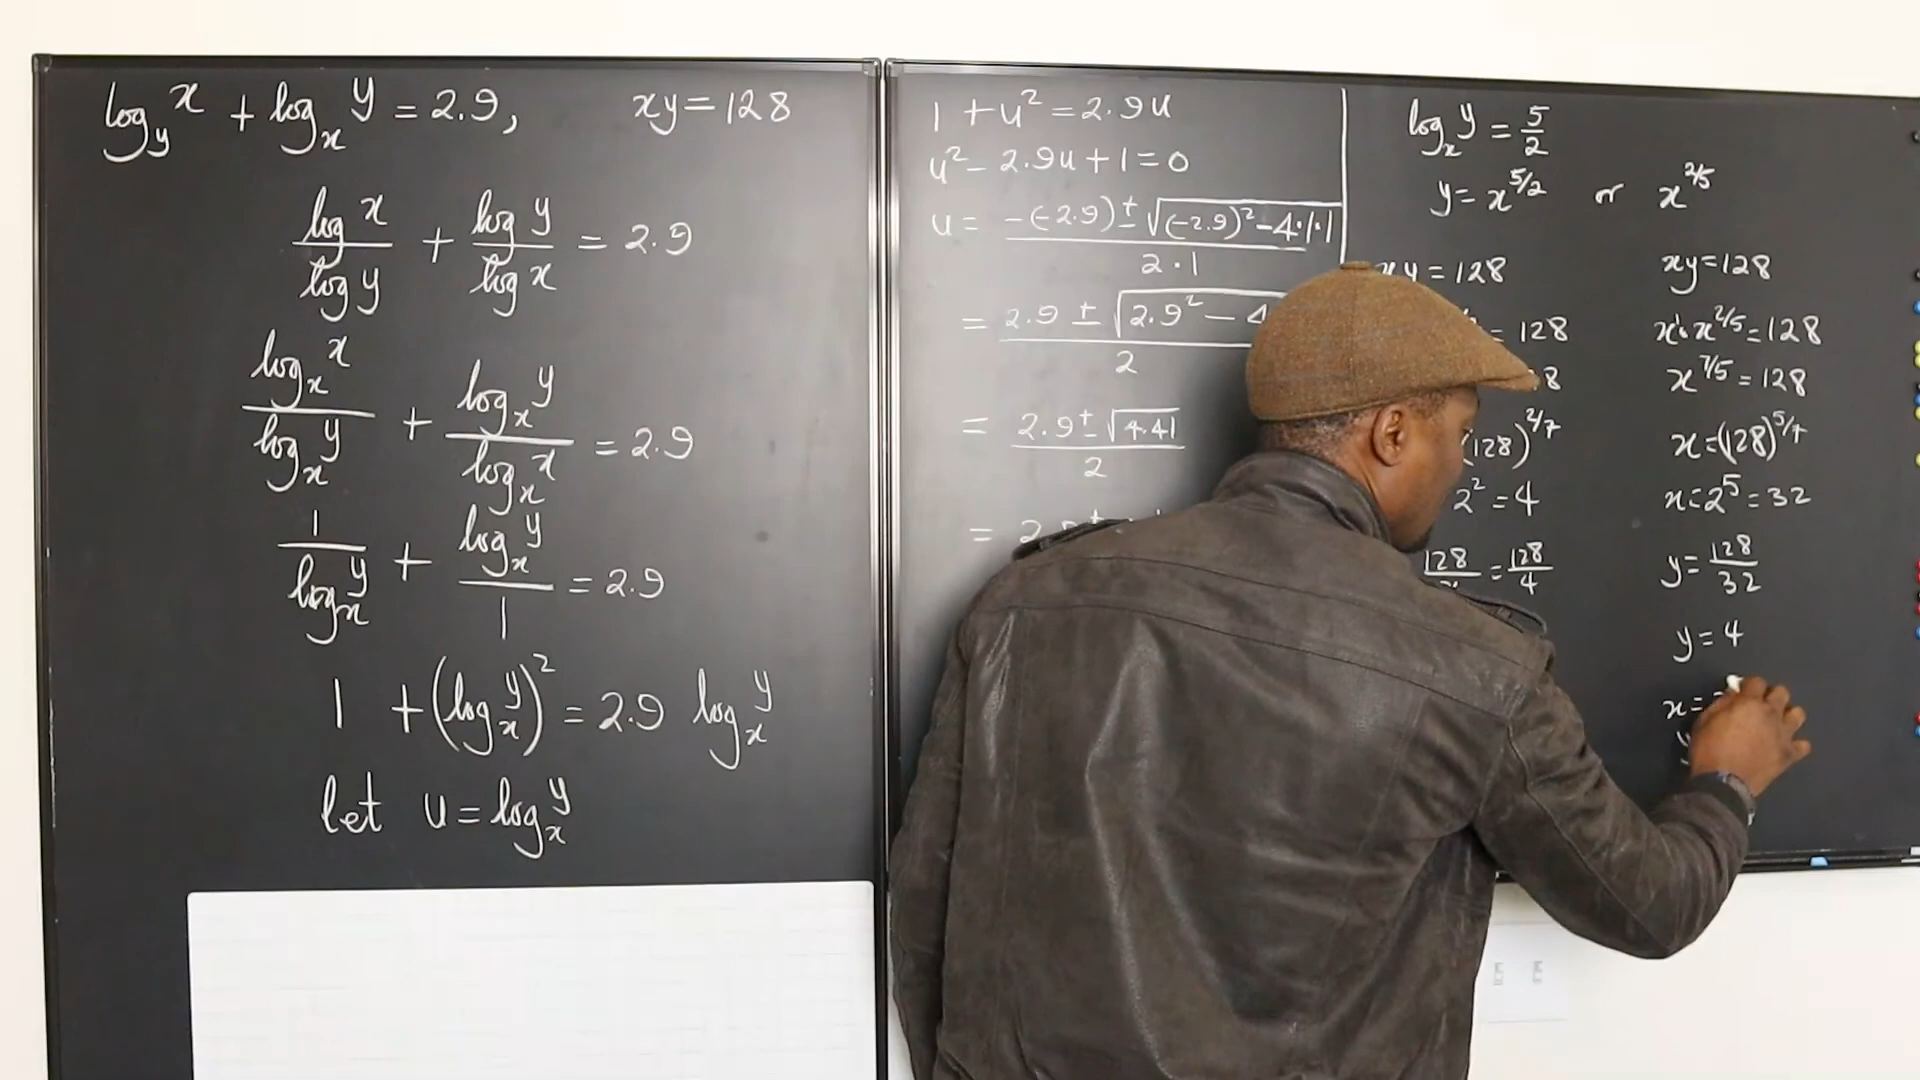 log_y x + log_x y = 2.9,   xy = 128
log x / log y + log y / log x = 2.9
log_x x / log_x y + log_x y / log_x x = 2.9
1 / log_x y + log_x y / 1 = 2.9
1 + (log_x y)² = 2.9 log_x y
let u = log_x y
1 + u² = 2.9u
u² - 2.9u + 1 = 0
u = -(-2.9) ± √(-2.9)² - 4·1·1 / 2·1
= 2.9 ± √2.9² - 4 / 2
= 2.9 ± √4.41 / 2
= 2.9 ±
log_x y = 5/2
y = x^5/2 or x^2/5
xy = 128
= 128
8
(128)^2/7
2² = 4
128 / = 128/4
xy = 128
x¹·x^2/5 = 128
x^7/5 = 128
x = (128)^5/7
x = 2⁵ = 32
y = 128/32
y = 4
x =